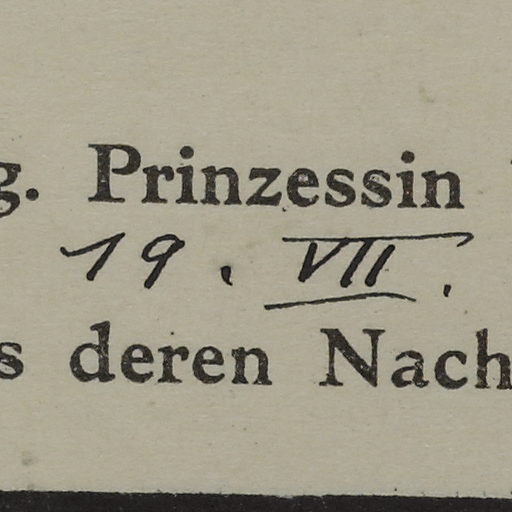 g. Prinzessin
19. VII.
s deren Nach